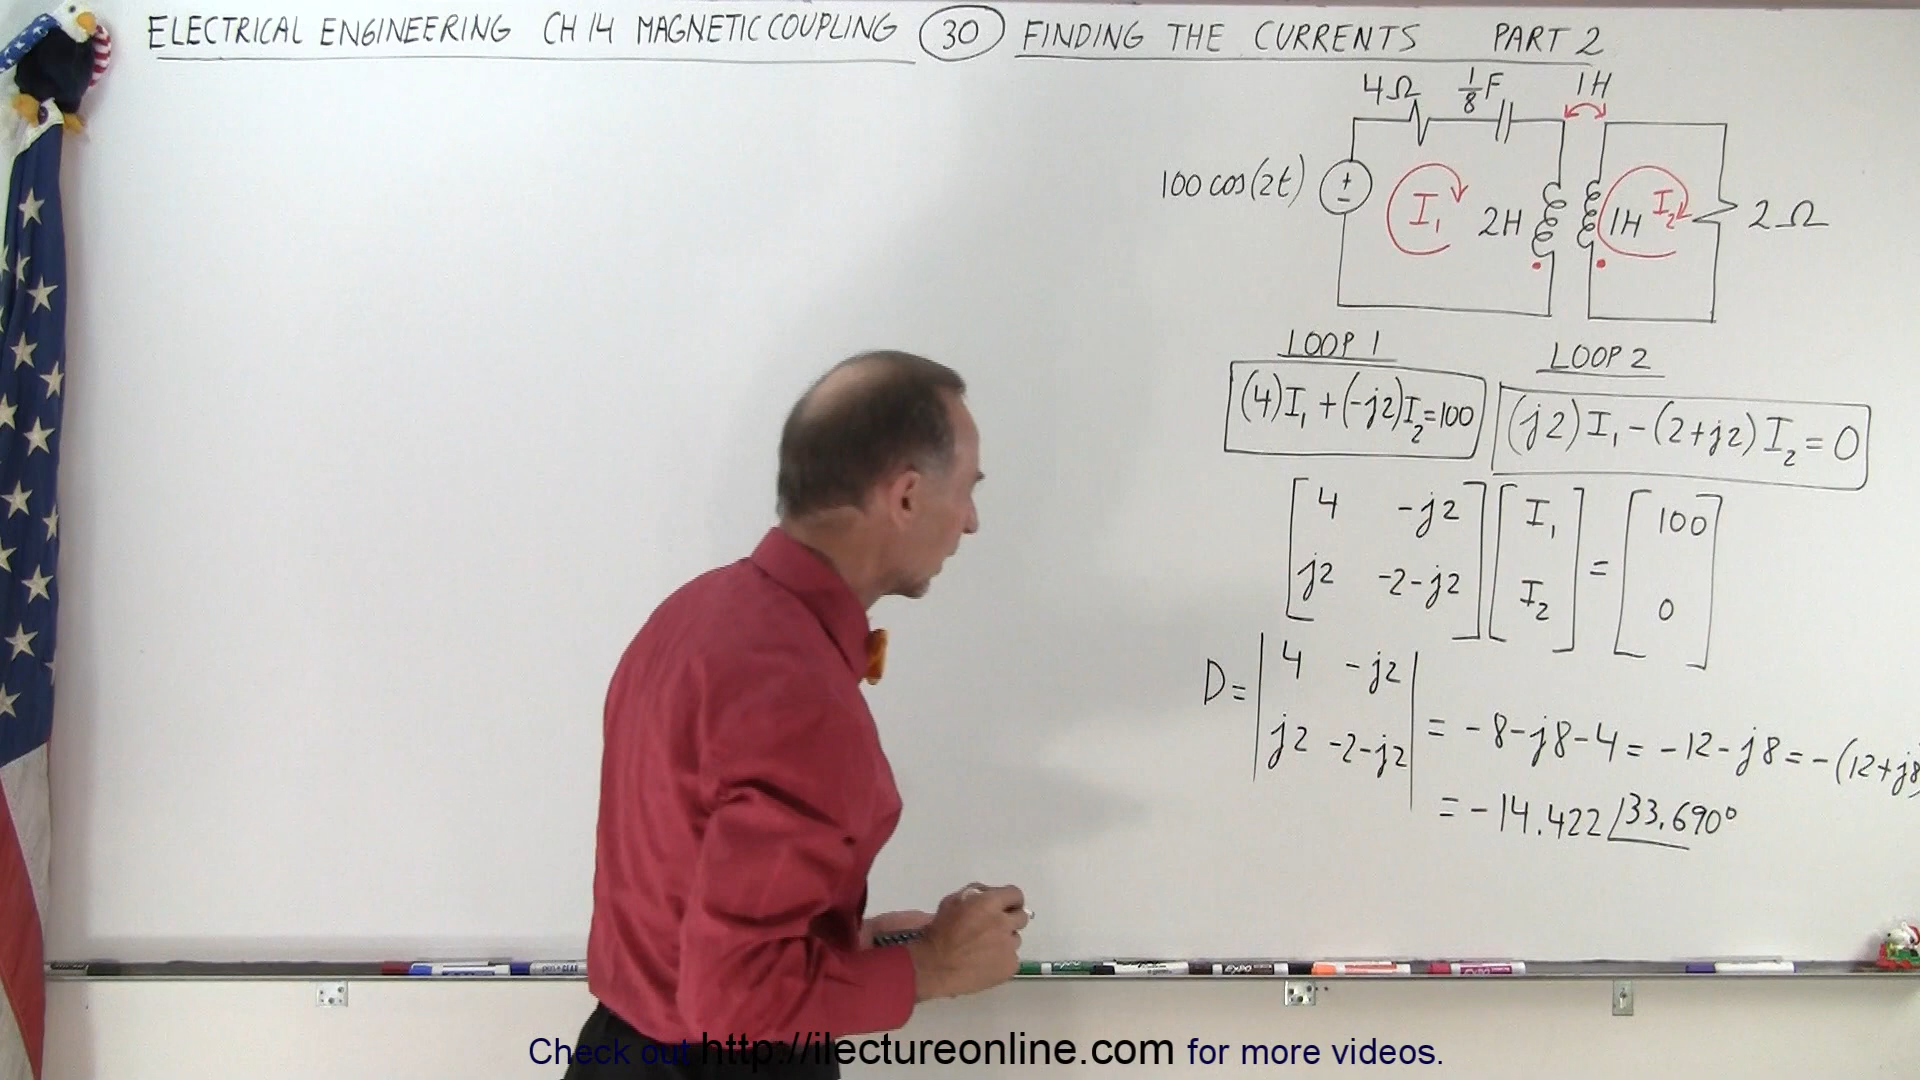 ELECTRICAL ENGINEERING CH 14 MAGNETIC COUPLING 30 FINDING THE CURRENTS PART 2
4Ω 1/8 F 1H
100 cos(2t) + - I₁ 2H 1H I₂ 2Ω
LOOP 1 LOOP 2
(4)I₁ + (-j2)I₂ = 100 (j2)I₁ - (2+j2)I₂ = 0
[ 4 -j2 ] [ I₁ ] = [ 100 ]
[ j2 -2-j2 ] [ I₂ ] [ 0 ]
D = | 4 -j2 |
| j2 -2-j2 | = -8-j8-4 = -12-j8 = -(12+j8)
= -14.422 ∠33.690°
EXPO
Check out http://ilectureonline.com for more videos.